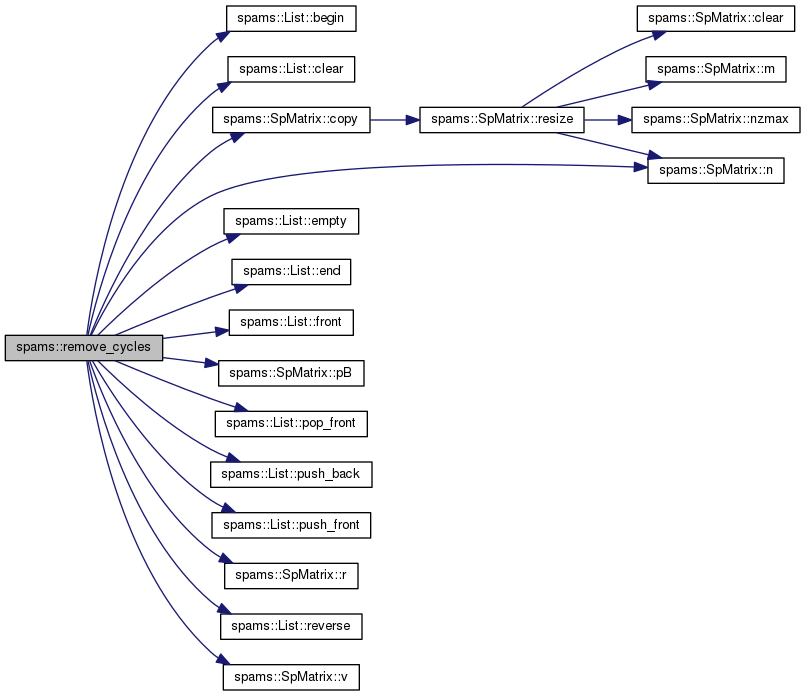 spams::List::begin
spams::SpMatrix::clear
spams::List::clear
spams::SpMatrix::m
spams::SpMatrix::copy
spams::SpMatrix::resize
spams::SpMatrix::nzmax
spams::SpMatrix::n
spams::List::empty
spams::List::end
spams::List::front
spams::remove_cycles
spams::SpMatrix::pB
spams::List::pop_front
spams::List::push_back
spams::List::push_front
spams::SpMatrix::r
spams::List::reverse
spams::SpMatrix::v